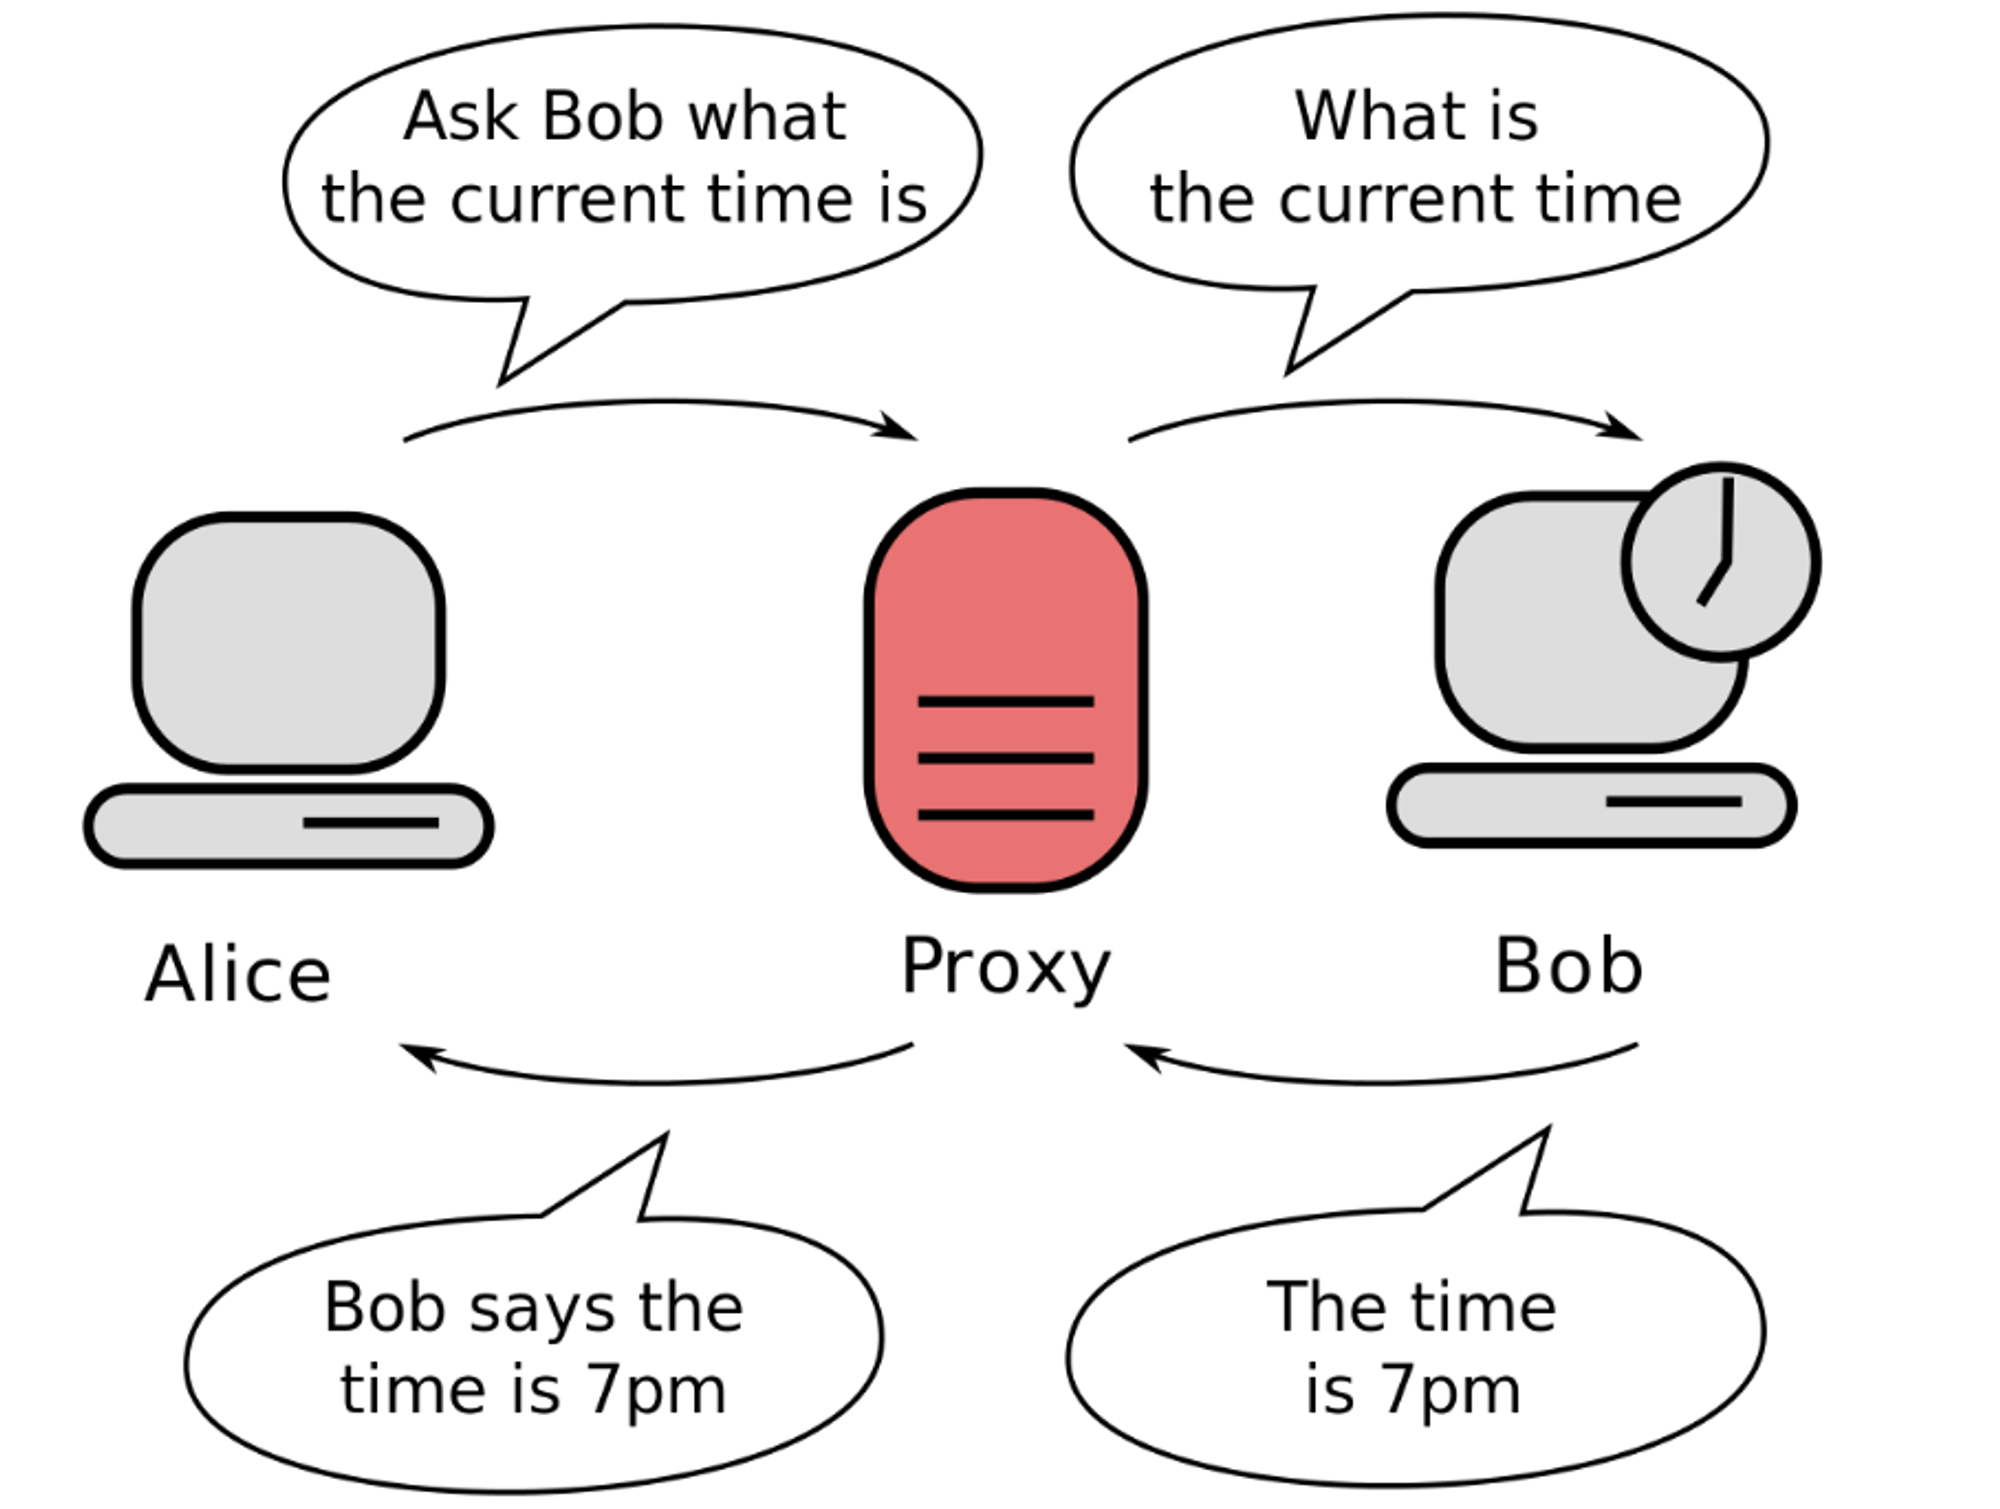 Ask Bob what
the current time is
What is
the current time
Alice
Proxy
Bob
Bob says the
time is 7pm
The time
is 7pm